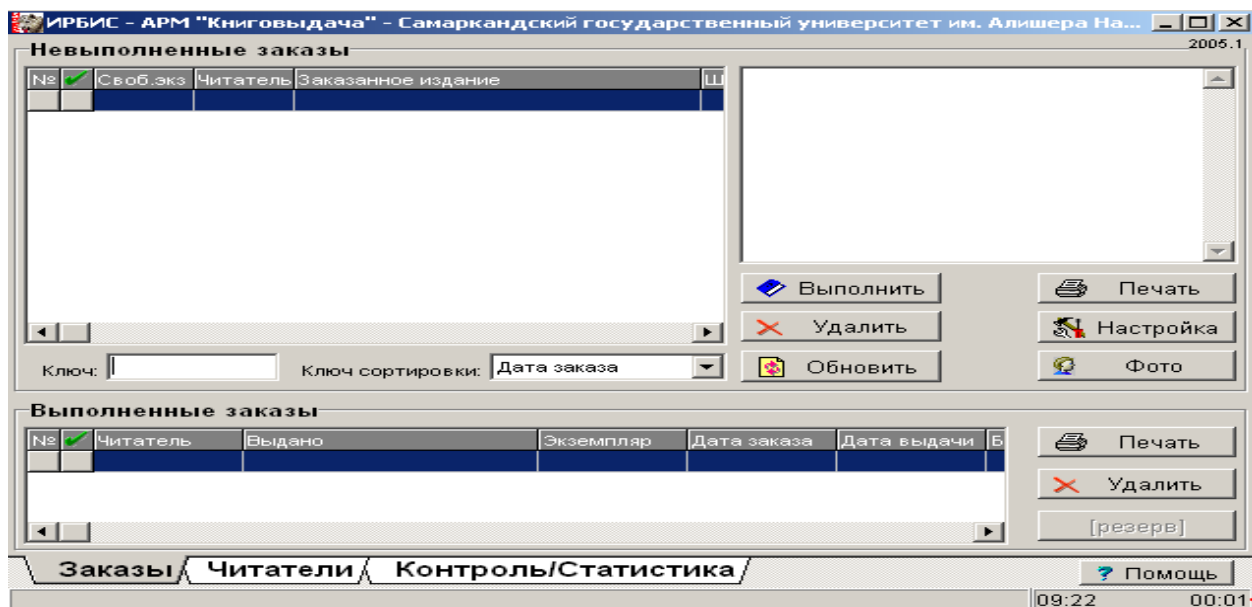 ИРБИС - АРМ "Книговыдача" - Самаркандский государственный университет им. Алишера На...
Невыполненные заказы
2005.1
№ Своб.экз Читатель Заказанное издание Ш
Выполнить Печать
Удалить Настройка
Ключ: Ключ сортировки: Дата заказа Обновить Фото
Выполненные заказы
№ Читатель Выдано Экземпляр Дата заказа Дата выдачи Б
Печать
Удалить
[резерв]
Заказы Читатели Контроль/Статистика
Помощь
09:22 00:01